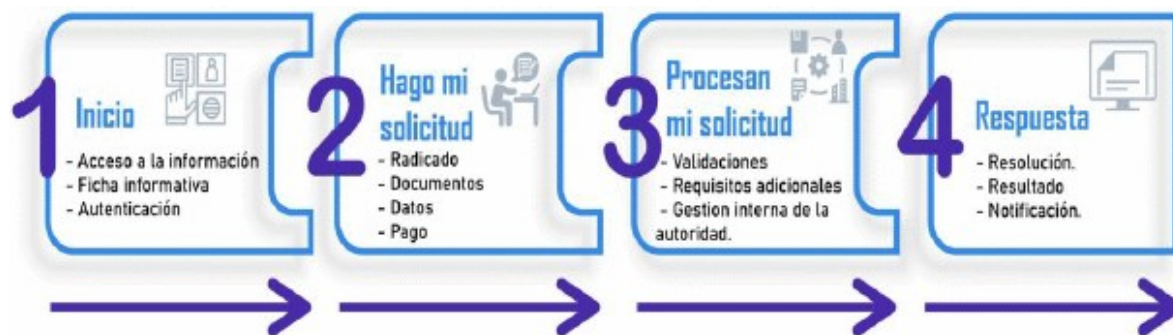 1
Inicio
- Acceso a la información
- Ficha informativa
- Autenticación
2
Hago mi
solicitud
- Radicado
- Documentos
- Datos
- Pago
3
Procesan
mi solicitud
- Validaciones
- Requisitos adicionales
- Gestion interna de la
autoridad.
4
Respuesta
- Resolución.
- Resultado
- Notificación.